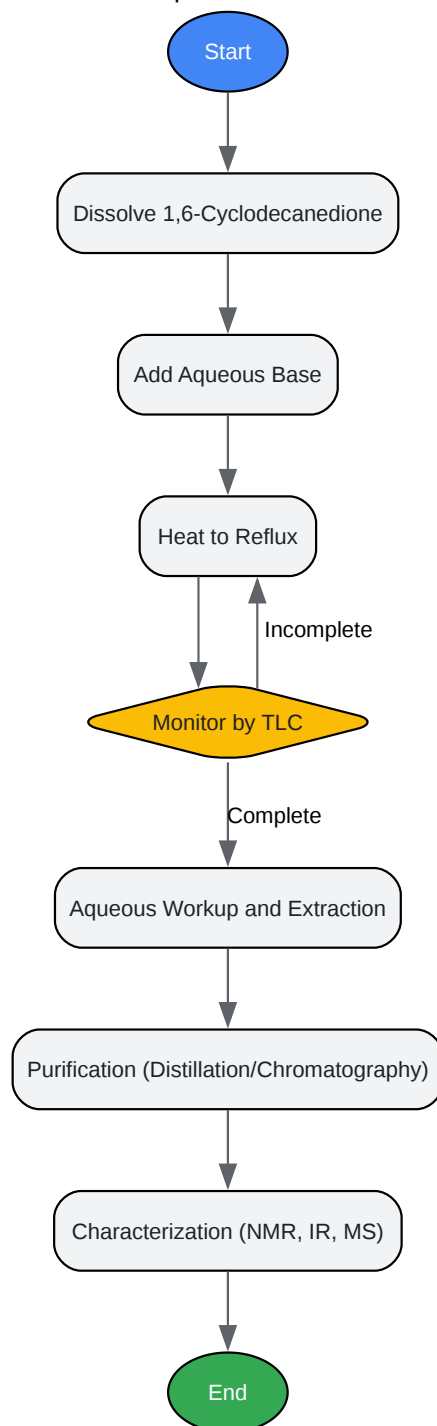 Start
Dissolve 1,6-Cyclodecanedione
Add Aqueous Base
Heat to Reflux
Incomplete
Monitor by TLC
Complete
Aqueous Workup and Extraction
Purification (Distillation/Chromatography)
Characterization (NMR, IR, MS)
End